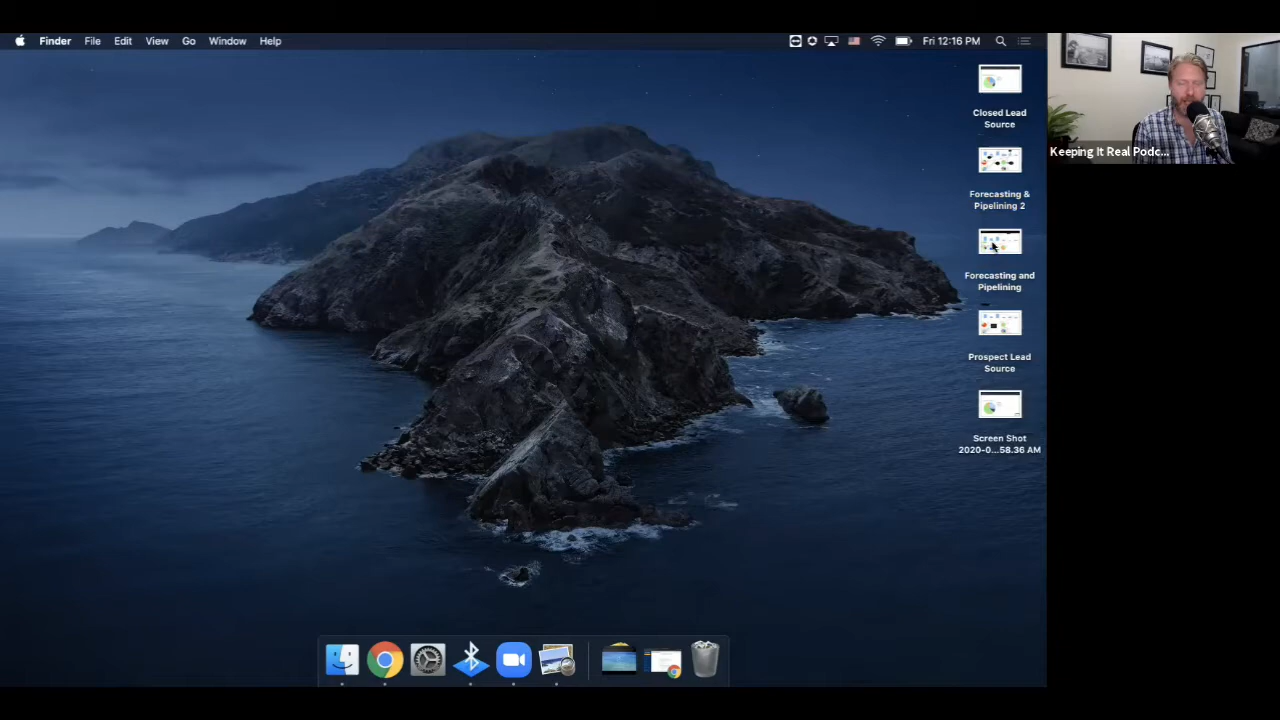 Finder File Edit View Go Window Help
Fri 12:16 PM
Closed Lead
Source
Forecasting &
Pipelining 2
Forecasting and
Pipelining
Prospect Lead
Source
Screen Shot
2020-0...58.36 AM
Keeping It Real Podc...